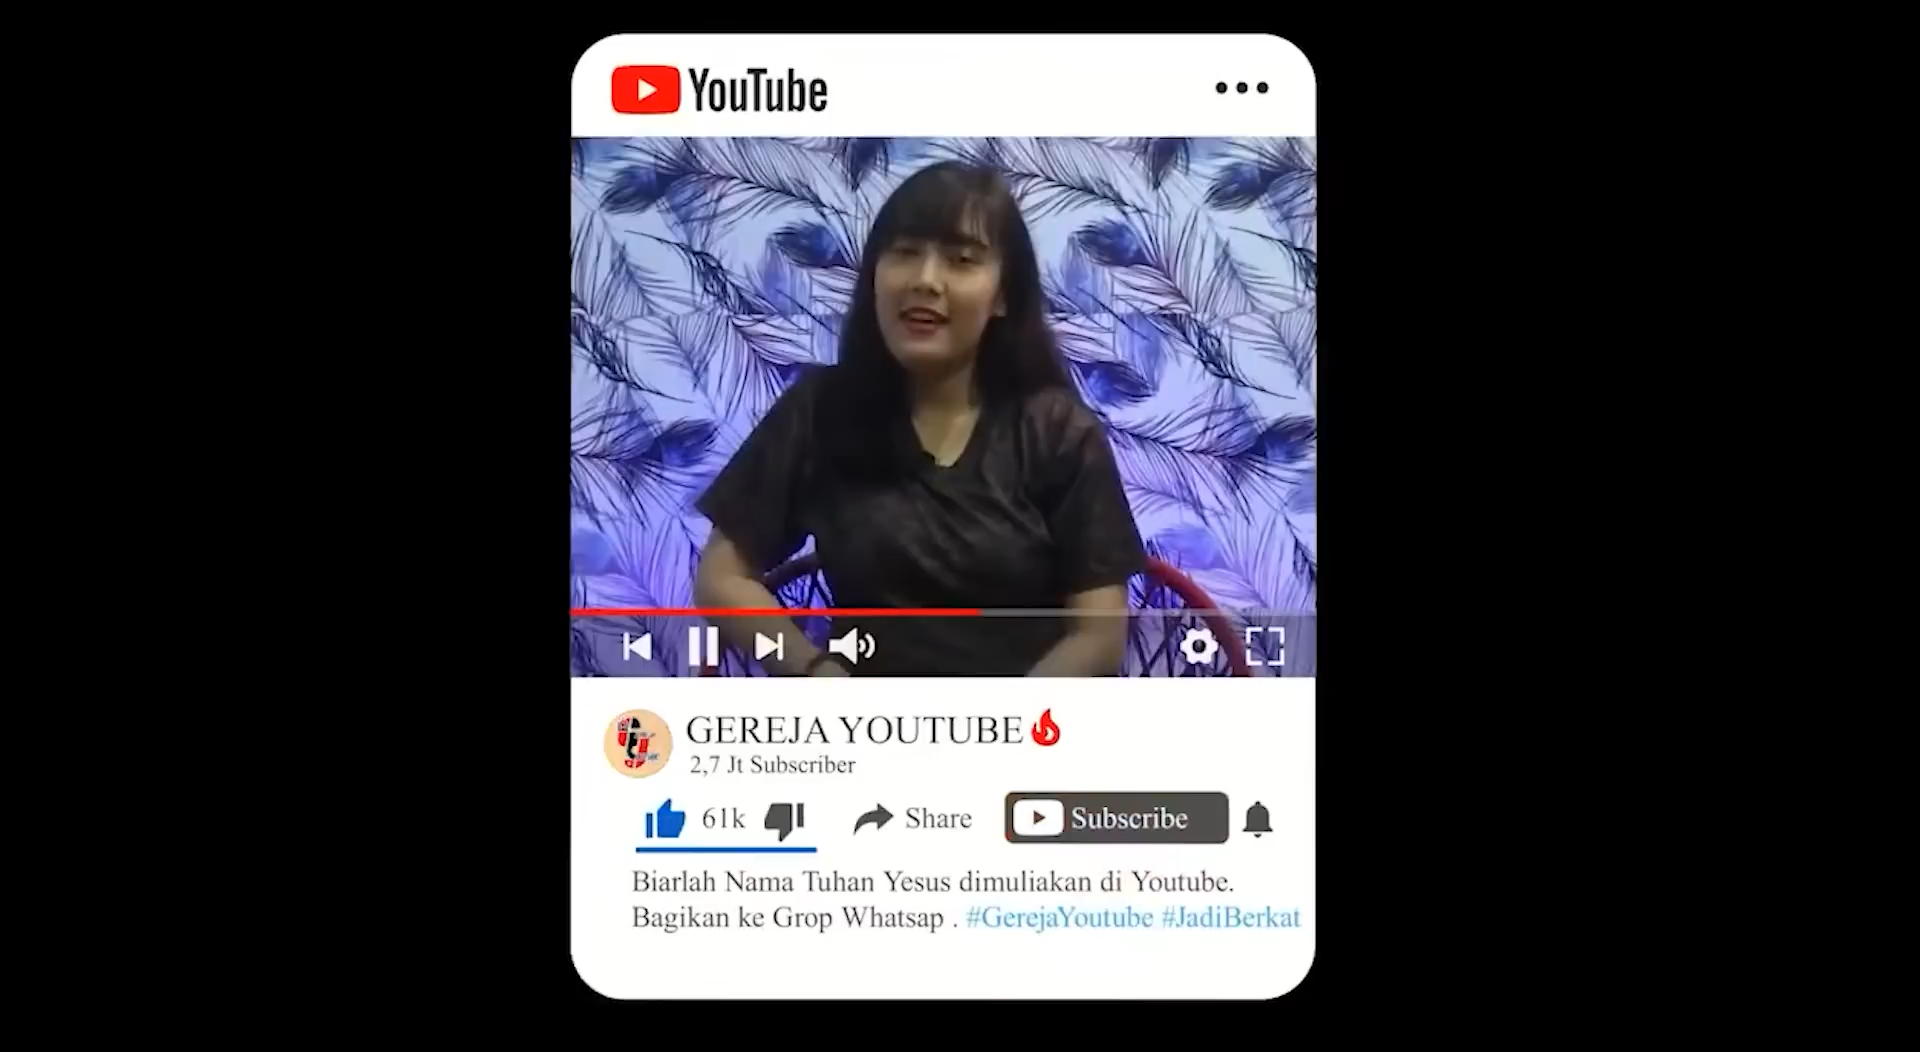 YouTube
GEREJA YOUTUBE
2,7 Jt Subscriber
61k
Share
Subscribe
Biarlah Nama Tuhan Yesus dimuliakan di Youtube.
Bagikan ke Grop Whatsap . #GerejaYoutube #JadiBerkat